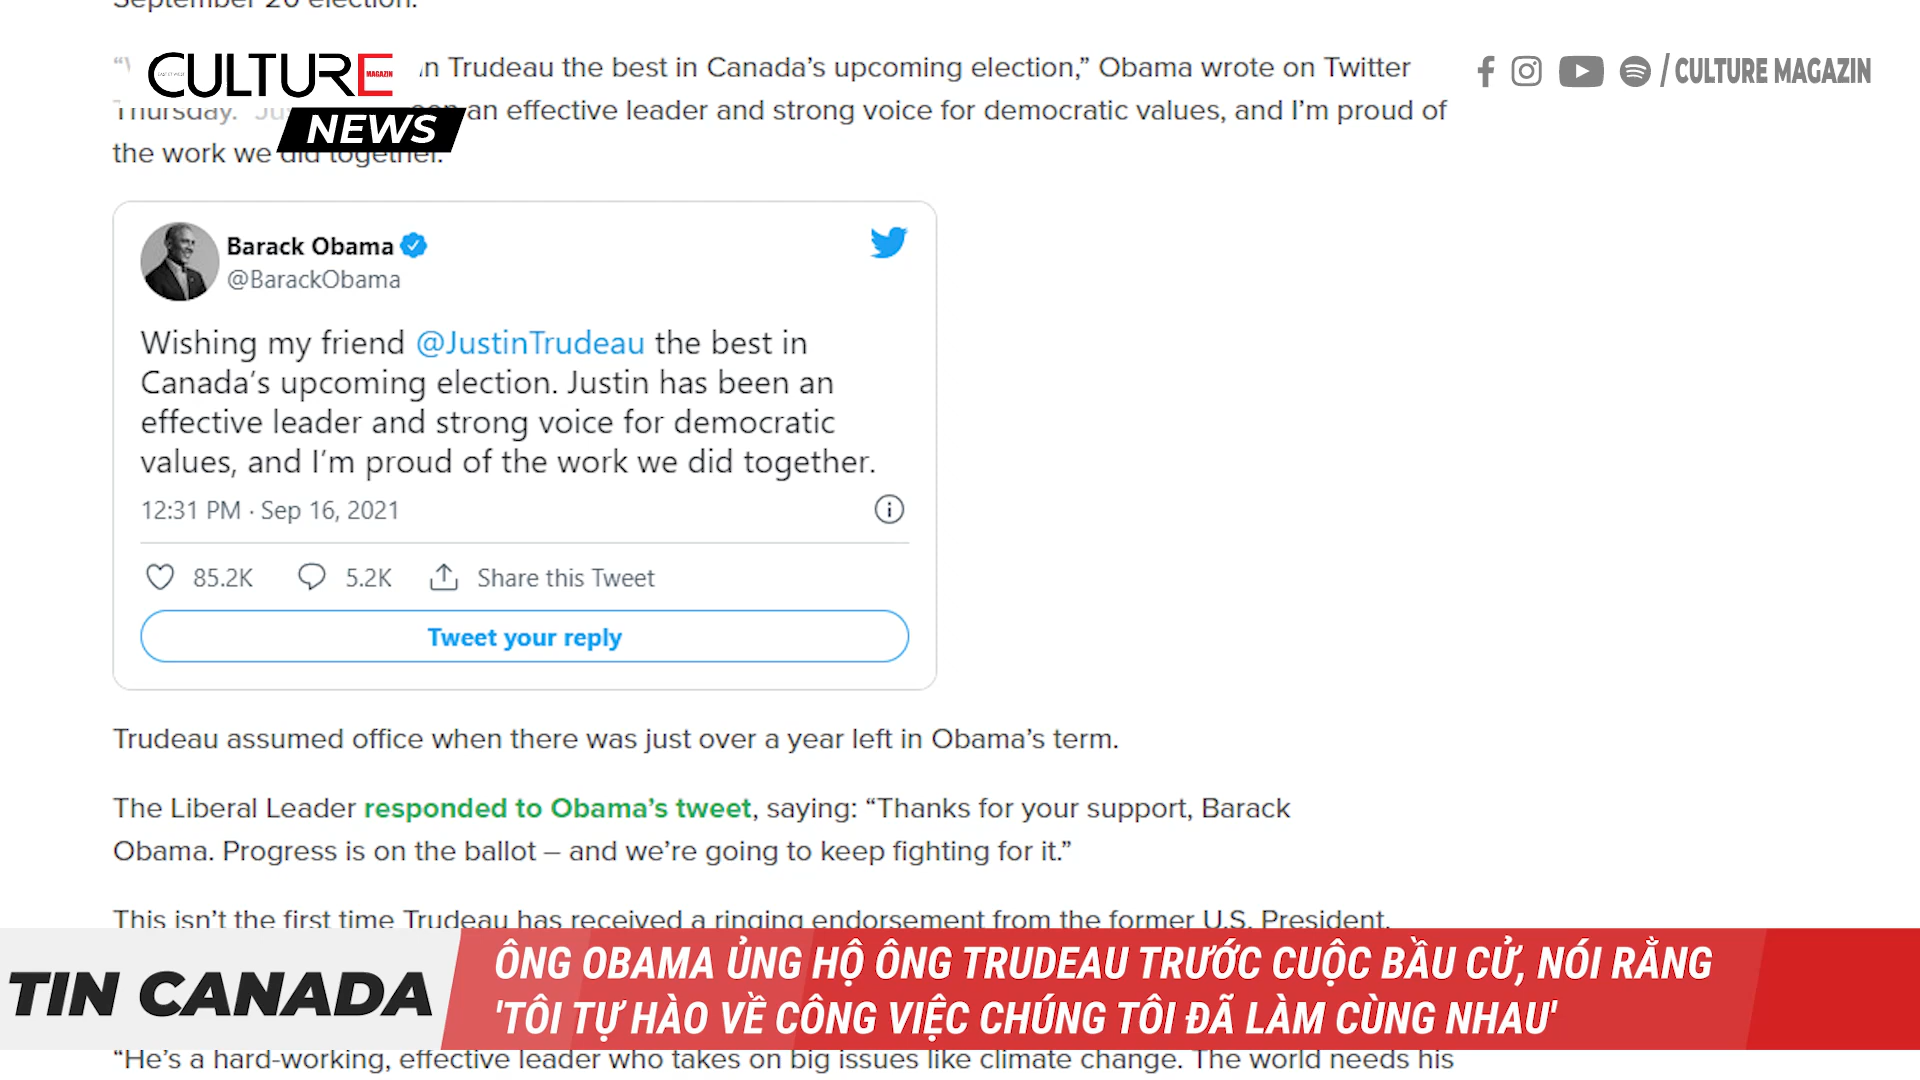 September 20 election.
in Trudeau the best in Canada’s upcoming election,” Obama wrote on Twitter
Thursday. an effective leader and strong voice for democratic values, and I’m proud of
the work we did together.
CULTURE
MAGAZIN
NEWS
/ CULTURE MAGAZIN
Barack Obama
@BarackObama
Wishing my friend @JustinTrudeau the best in
Canada’s upcoming election. Justin has been an
effective leader and strong voice for democratic
values, and I’m proud of the work we did together.
12:31 PM · Sep 16, 2021
85.2K 5.2K Share this Tweet
Tweet your reply
Trudeau assumed office when there was just over a year left in Obama’s term.
The Liberal Leader responded to Obama’s tweet, saying: “Thanks for your support, Barack
Obama. Progress is on the ballot – and we’re going to keep fighting for it.”
This isn’t the first time Trudeau has received a ringing endorsement from the former U.S. President.
TIN CANADA
ÔNG OBAMA ỦNG HỘ ÔNG TRUDEAU TRƯỚC CUỘC BẦU CỬ, NÓI RẰNG
'TÔI TỰ HÀO VỀ CÔNG VIỆC CHÚNG TÔI ĐÃ LÀM CÙNG NHAU'
“He’s a hard-working, effective leader who takes on big issues like climate change. The world needs his